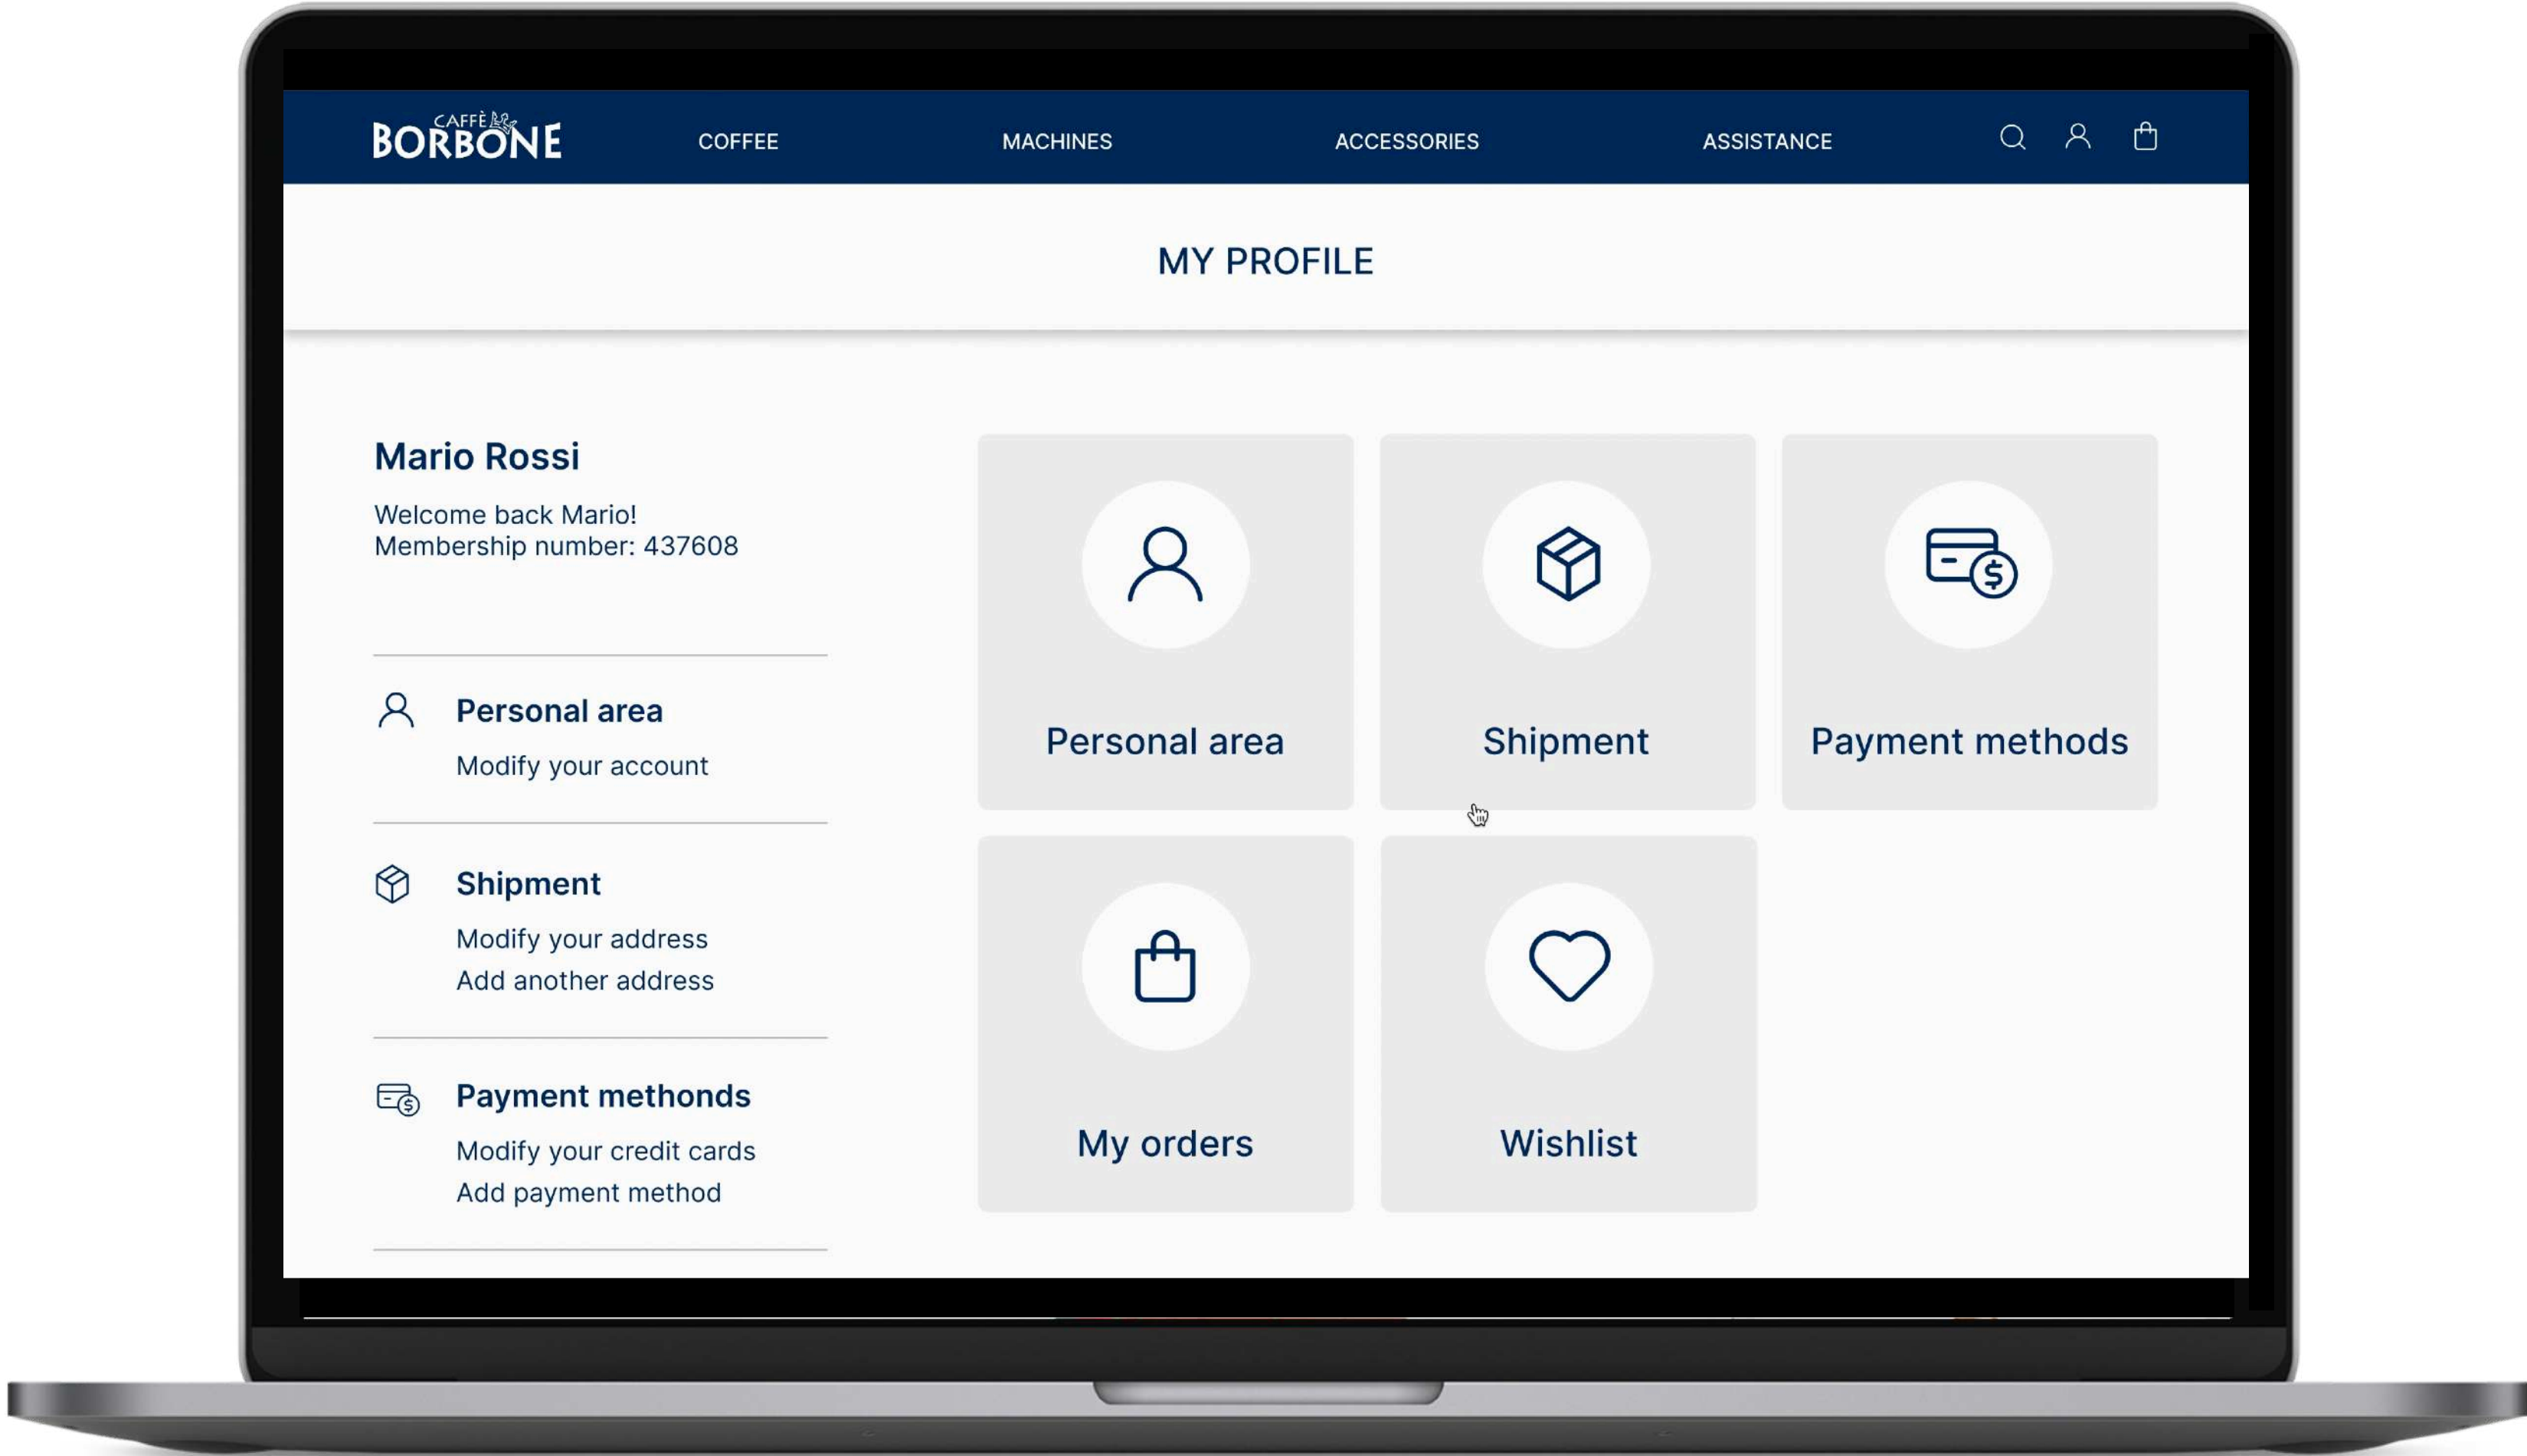 CAFFÈ
BORBONE
COFFEE
MACHINES
ACCESSORIES
ASSISTANCE
MY PROFILE
Mario Rossi
Welcome back Mario!
Membership number: 437608
Personal area
Modify your account
Shipment
Modify your address
Add another address
Payment methonds
Modify your credit cards
Add payment method
Personal area
Shipment
$
Payment methods
My orders
Wishlist